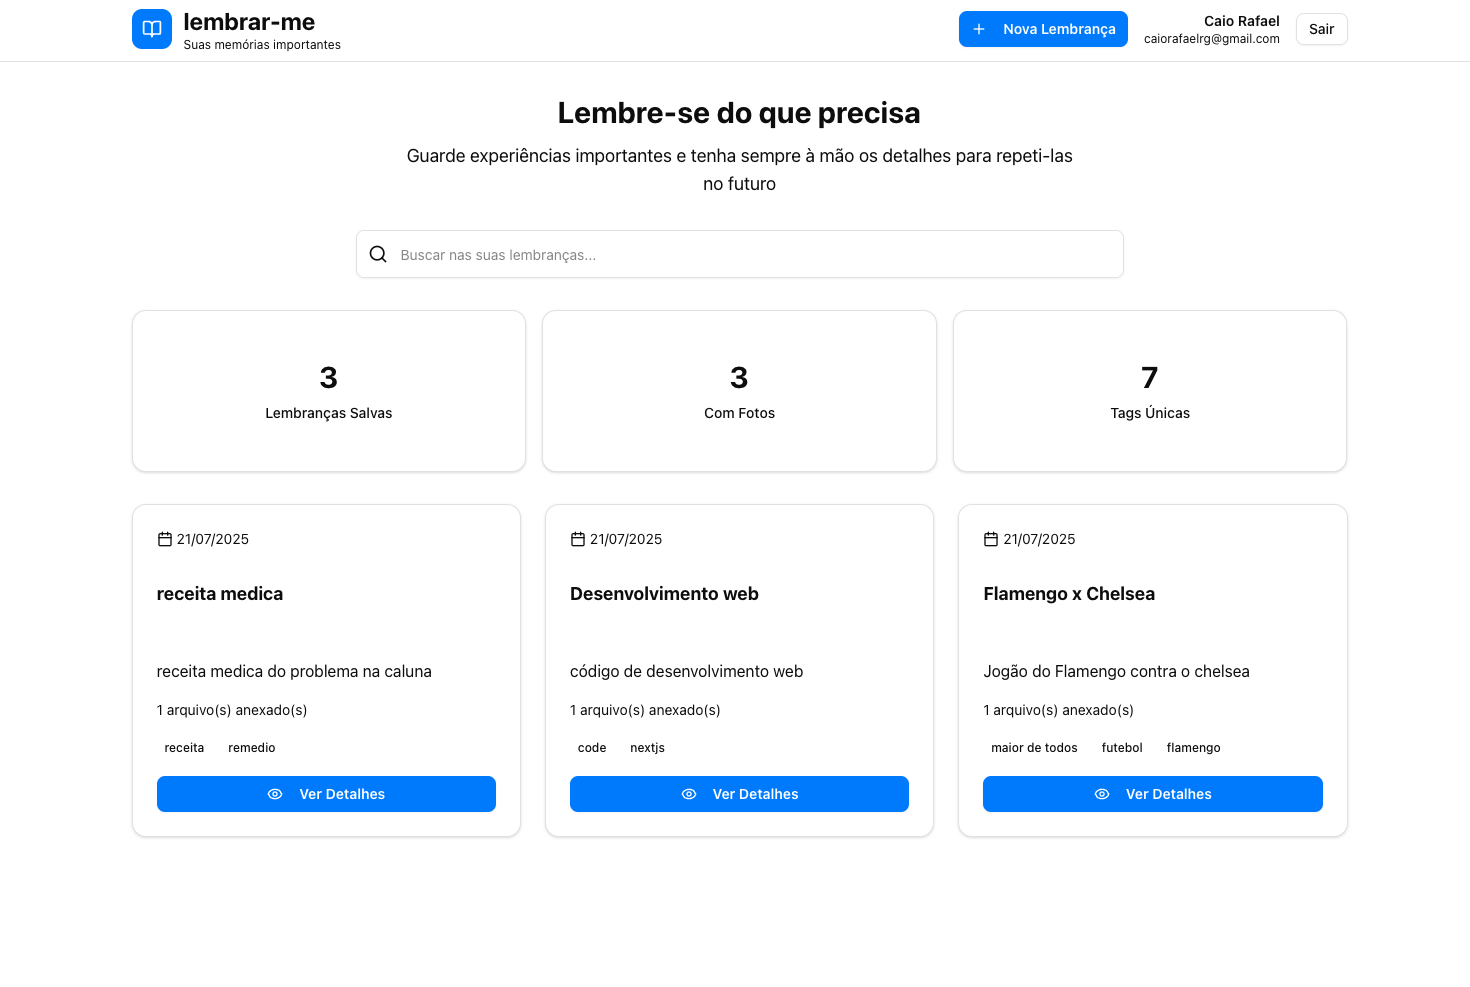 lembrar-me
Suas memórias importantes
Nova Lembrança
Caio Rafael
caiorafaelrg@gmail.com
Sair
Lembre-se do que precisa
Guarde experiências importantes e tenha sempre à mão os detalhes para repeti-las
no futuro
Buscar nas suas lembranças...
3
Lembranças Salvas
3
Com Fotos
7
Tags Únicas
21/07/2025
receita medica
receita medica do problema na caluna
1 arquivo(s) anexado(s)
receita remedio
Ver Detalhes
21/07/2025
Desenvolvimento web
código de desenvolvimento web
1 arquivo(s) anexado(s)
code nextjs
Ver Detalhes
21/07/2025
Flamengo x Chelsea
Jogão do Flamengo contra o chelsea
1 arquivo(s) anexado(s)
maior de todos futebol flamengo
Ver Detalhes